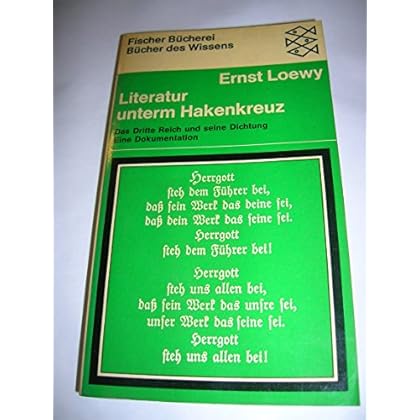 Fischer Bücherei
Bücher des Wissens
Ernst Loewy
Literatur
unterm Hakenkreuz
Das Dritte Reich und seine Dichtung
Eine Dokumentation
Herrgott
steh dem Führer bei,
daß sein Werk das deine sei,
daß dein Werk das seine sei.
Herrgott
steh dem Führer bei!
Herrgott
steh uns allen bei,
daß sein Werk das unsre sei,
unser Werk das seine sei.
Herrgott
steh uns allen bei!